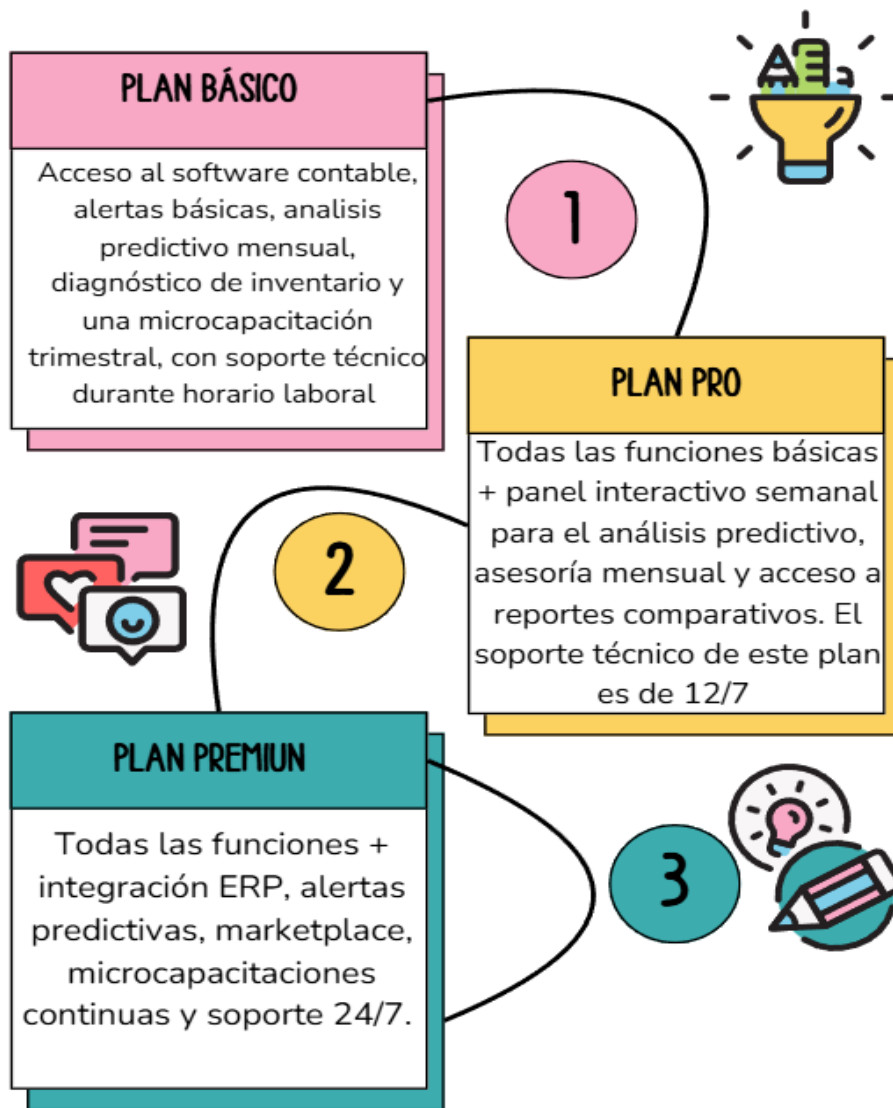 PLAN BÁSICO
Acceso al software contable,
alertas básicas, analisis
predictivo mensual,
diagnóstico de inventario y
una microcapacitación
trimestral, con soporte técnico
durante horario laboral
1
PLAN PRO
Todas las funciones básicas
+ panel interactivo semanal
para el análisis predictivo,
asesoría mensual y acceso a
reportes comparativos. El
soporte técnico de este plan
es de 12/7
2
PLAN PREMIUN
Todas las funciones +
integración ERP, alertas
predictivas, marketplace,
microcapacitaciones
continuas y soporte 24/7.
3